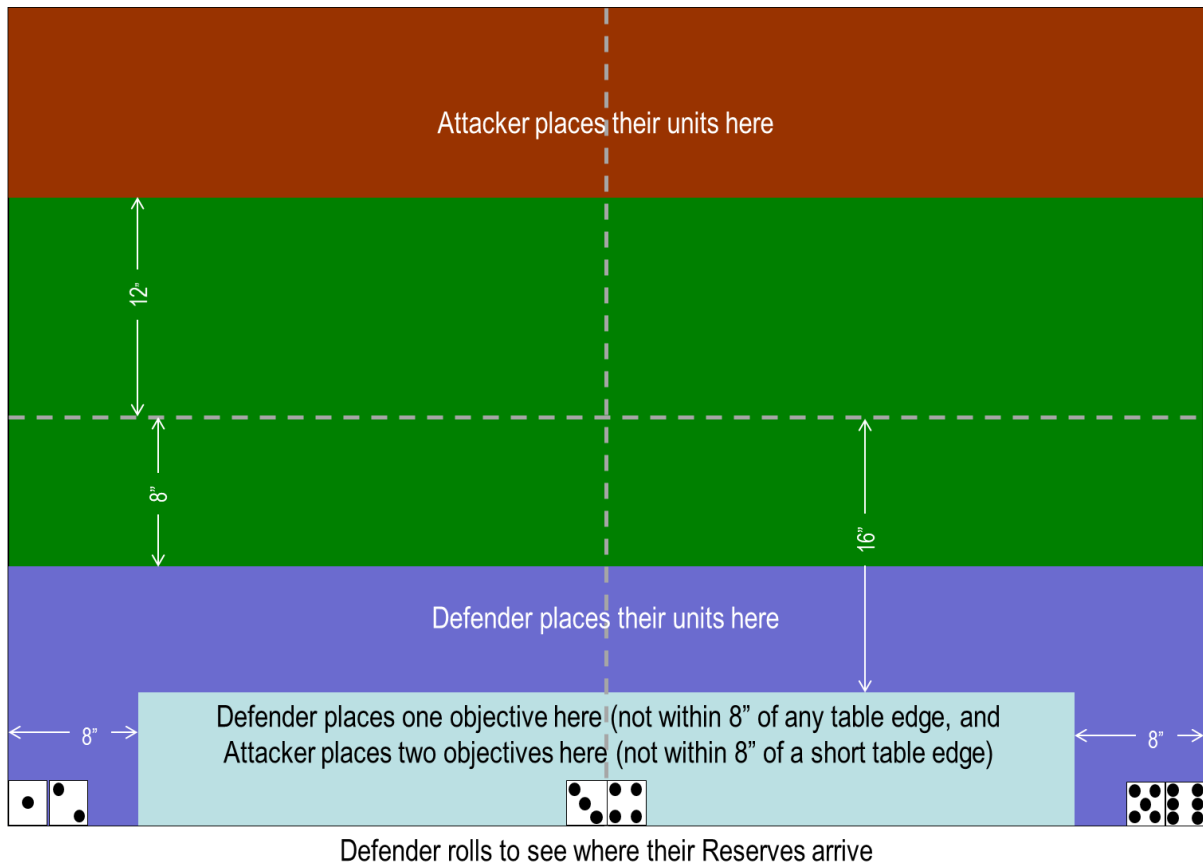 Attacker places their units here
12"
8”
16”
Defender places their units here
Defender places one objective here (not within 8” of any table edge, and
Attacker places two objectives here (not within 8” of a short table edge)
8”
8”
Defender rolls to see where their Reserves arrive